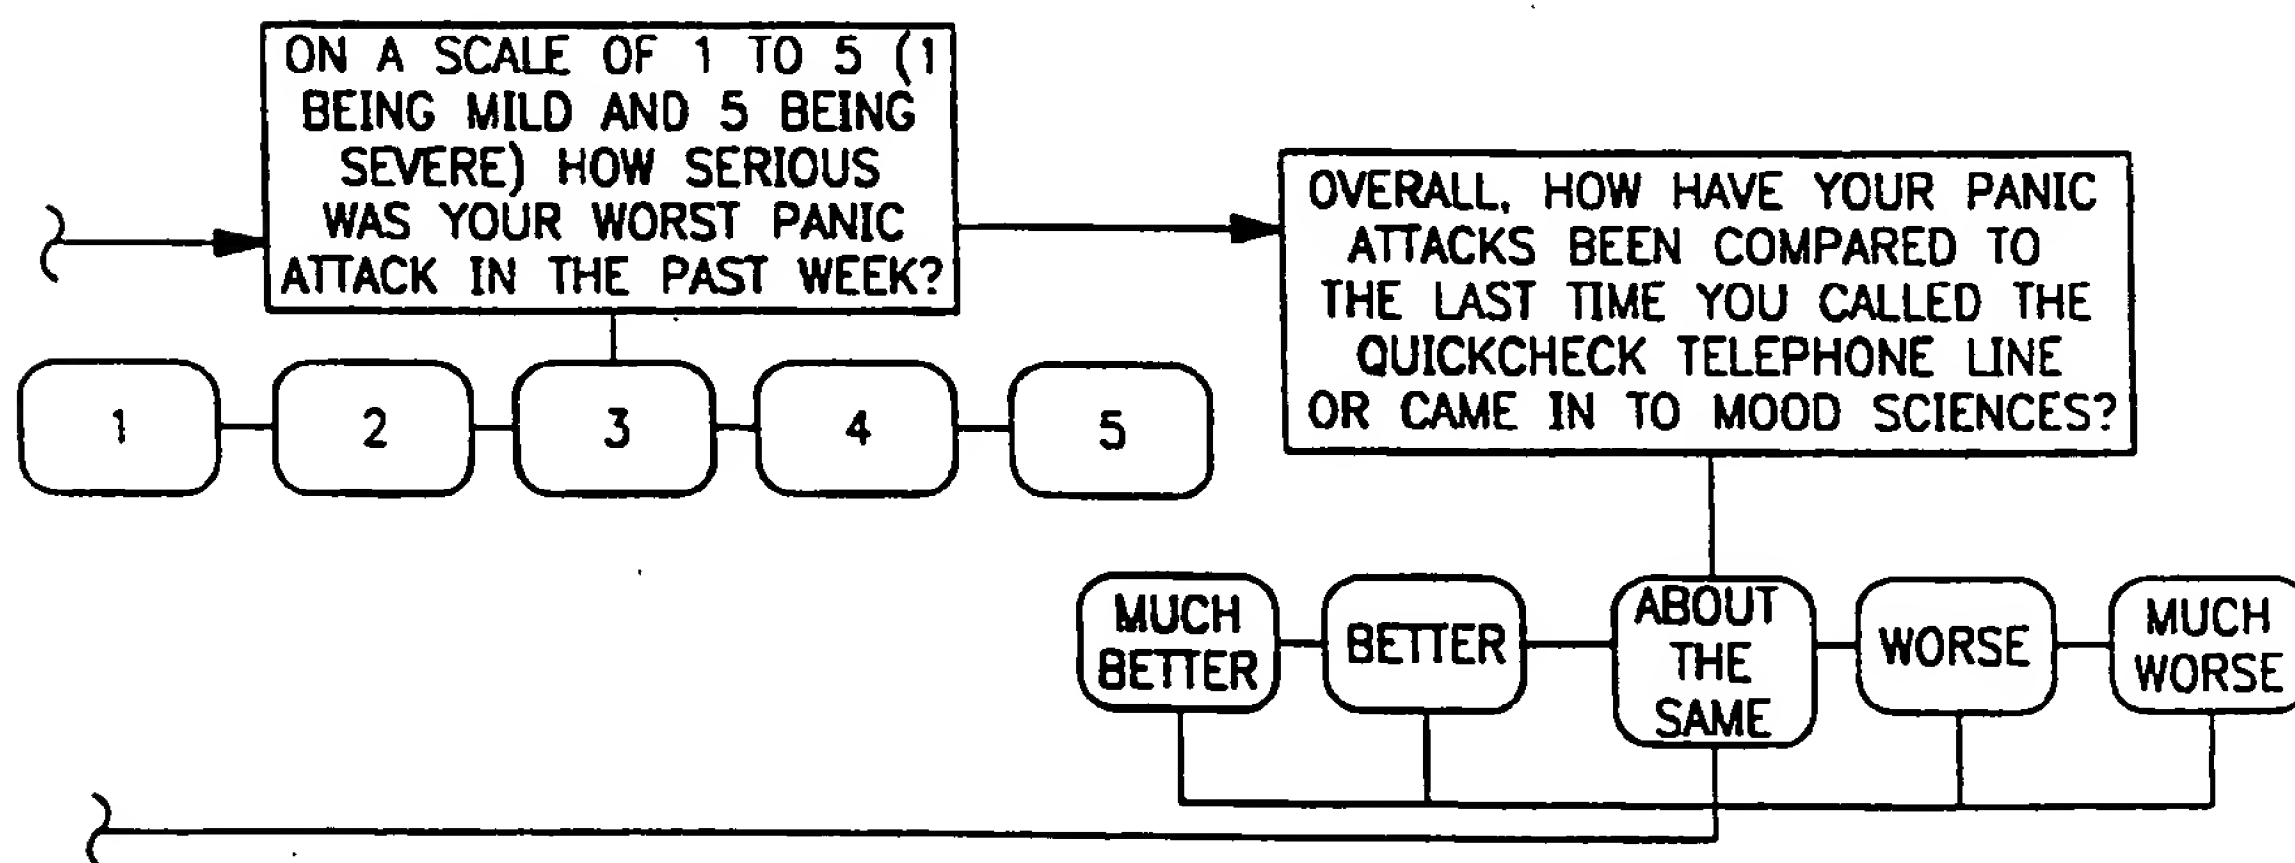 ON A SCALE OF 1 TO 5 (1
BEING MILD AND 5 BEING
SEVERE) HOW SERIOUS
WAS YOUR WORST PANIC
ATTACK IN THE PAST WEEK?
1
2
3
4
5
OVERALL, HOW HAVE YOUR PANIC
ATTACKS BEEN COMPARED TO
THE LAST TIME YOU CALLED THE
QUICKCHECK TELEPHONE LINE
OR CAME IN TO MOOD SCIENCES?
MUCH
BETTER
BETTER
ABOUT
THE
SAME
WORSE
MUCH
WORSE